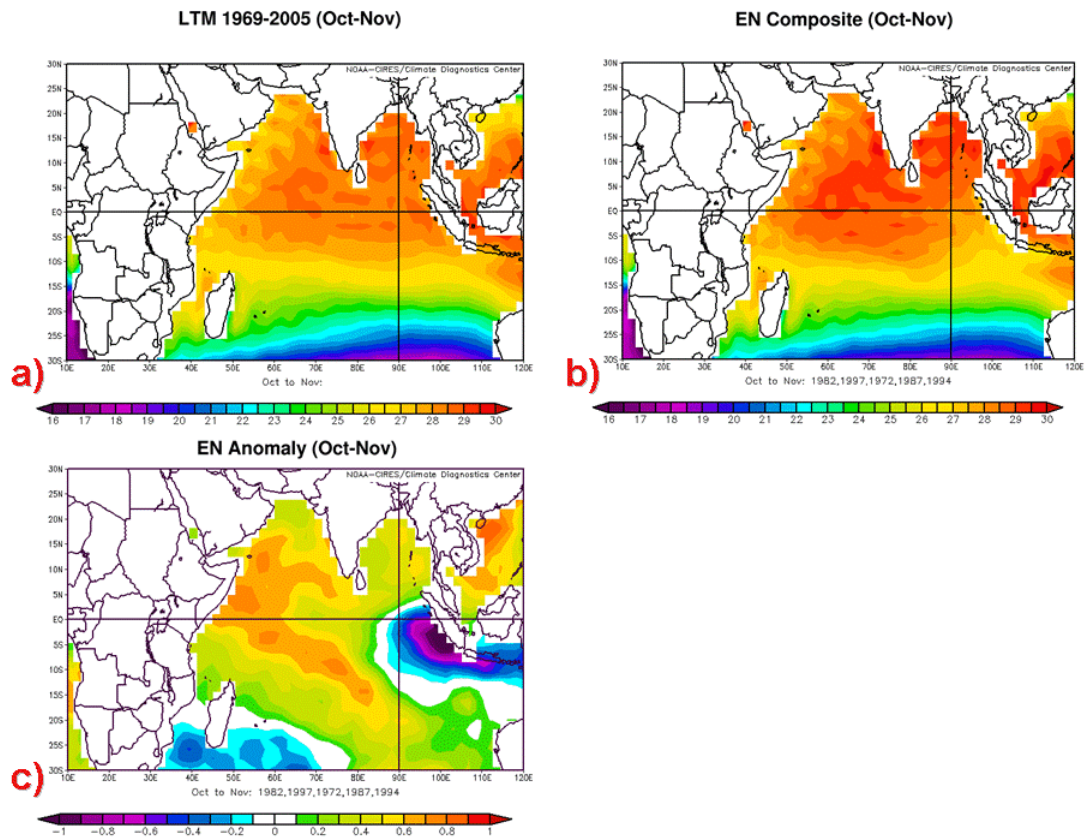 LTM 1969-2005 (Oct-Nov)
NOAA-CIRES/Climate Diagnostics Center
30N
25N
20N
15N
10N
5N
EQ
5S
10S
15S
20S
25S
30S
10E 20E 30E 40E 50E 60E 70E 80E 90E 100E 110E 120E
Oct to Nov:
a)
16 17 18 19 20 21 22 23 24 25 26 27 28 29 30
EN Composite (Oct-Nov)
NOAA-CIRES/Climate Diagnostics Center
30N
25N
20N
15N
10N
5N
EQ
5S
10S
15S
20S
25S
30S
10E 20E 30E 40E 50E 60E 70E 80E 90E 100E 110E 120E
Oct to Nov: 1982,1997,1972,1987,1994
b)
16 17 18 19 20 21 22 23 24 25 26 27 28 29 30
EN Anomaly (Oct-Nov)
NOAA-CIRES/Climate Diagnostics Center
30N
25N
20N
15N
10N
5N
EQ
5S
10S
15S
20S
25S
30S
10E 20E 30E 40E 50E 60E 70E 80E 90E 100E 110E 120E
Oct to Nov: 1982,1997,1972,1987,1994
c)
-1 -0.8 -0.6 -0.4 -0.2 0 0.2 0.4 0.6 0.8 1